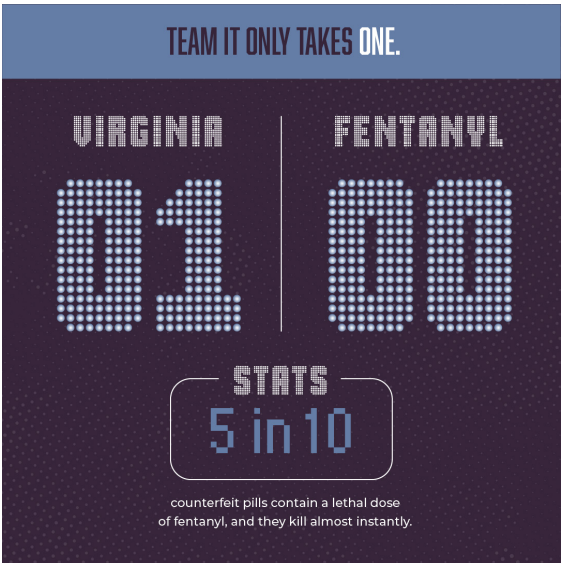 TEAM IT ONLY TAKES ONE.
VIRGINIA
FENTANYL
01
00
STATS
5 in 10
counterfeit pills contain a lethal dose
of fentanyl, and they kill almost instantly.